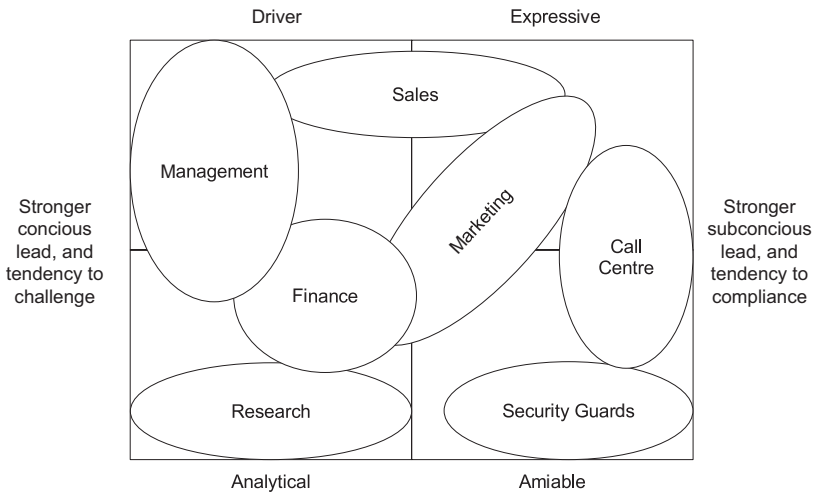 Driver
Expressive
Sales
Management
Stronger
concious
lead, and
tendency to
challenge
Marketing
Stronger
subconcious
lead, and
tendency to
compliance
Call
Centre
Finance
Research
Security Guards
Analytical
Amiable